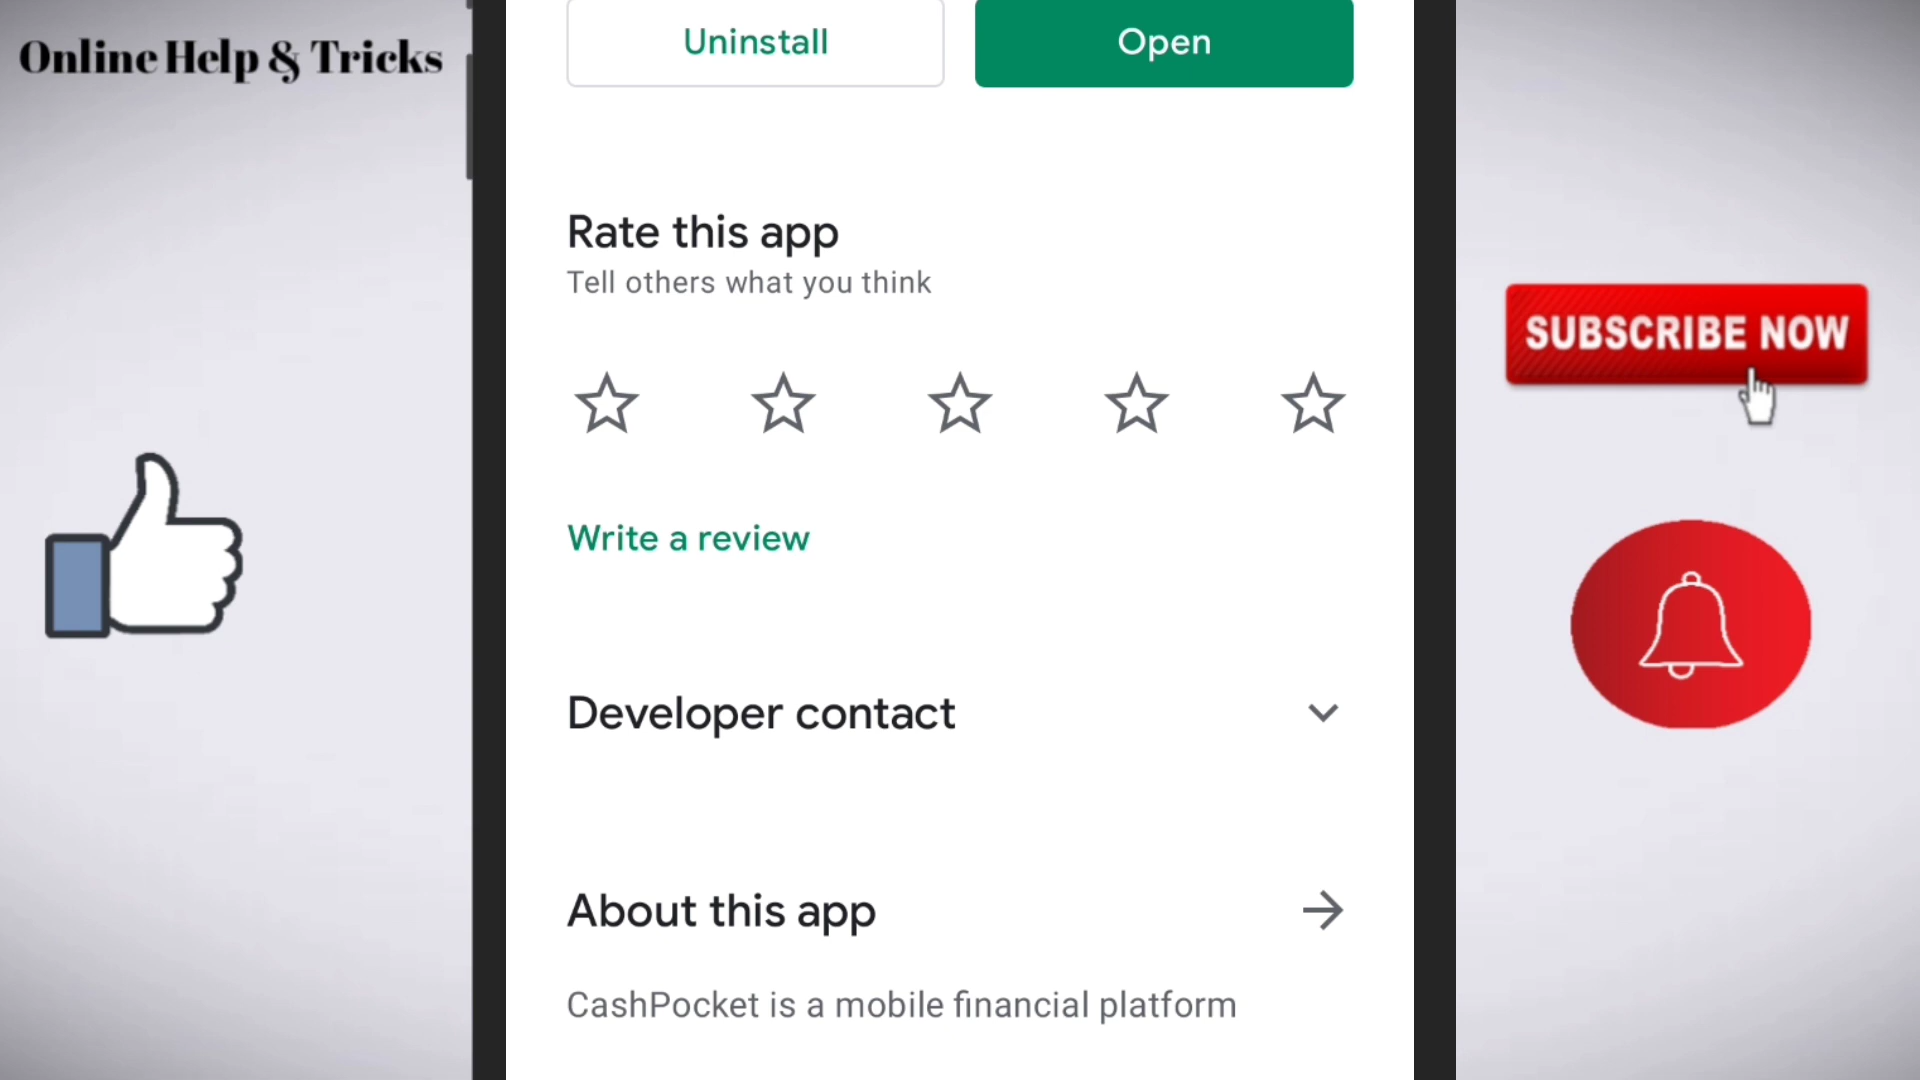 Online Help & Tricks
Uninstall
Open
Rate this app
Tell others what you think
SUBSCRIBE NOW
Write a review
Developer contact
About this app
CashPocket is a mobile financial platform